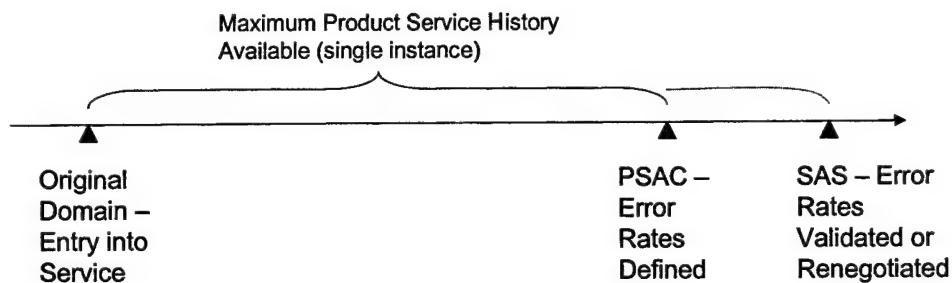 Maximum Product Service History
Available (single instance)
Original
Domain –
Entry into
Service
PSAC –
Error
Rates
Defined
SAS – Error
Rates
Validated or
Renegotiated